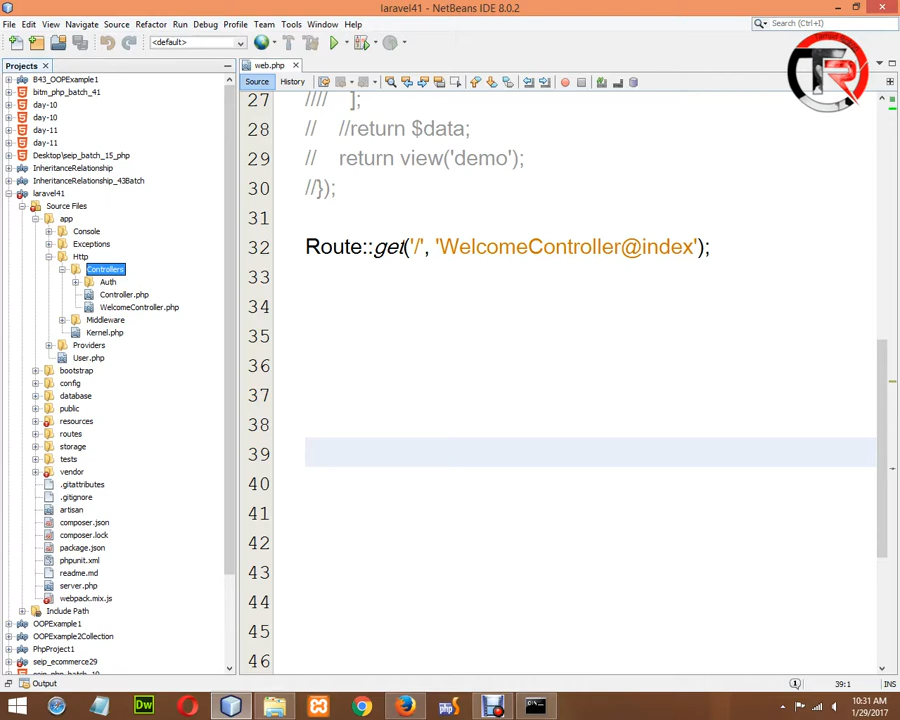 laravel41 - NetBeans IDE 8.0.2
File Edit View Navigate Source Refactor Run Debug Profile Team Tools Window Help
Search (Ctrl+I)
<default>
Projects
web.php
Source History
B43_OOPExample1
bitm_php_batch_41
day-10
day-10
day-11
day-11
Desktop\seip_batch_15_php
InheritanceRelationship
InheritanceRelationship_43Batch
laravel41
Source Files
app
Console
Exceptions
Http
Controllers
Auth
Controller.php
WelcomeController.php
Middleware
Kernel.php
Providers
User.php
bootstrap
config
database
public
resources
routes
storage
tests
vendor
.gitattributes
.gitignore
artisan
composer.json
composer.lock
package.json
phpunit.xml
readme.md
server.php
webpack.mix.js
Include Path
OOPExample1
OOPExample2Collection
PhpProject1
seip_ecommerce29
seip_php_batch_10
27 //// ];
28 // //return $data;
29 // return view('demo');
30 //});
31
32 Route::get('/', 'WelcomeController@index');
33
34
35
36
37
38
39
40
41
42
43
44
45
46
Output
39:1 INS
10:31 AM
1/29/2017